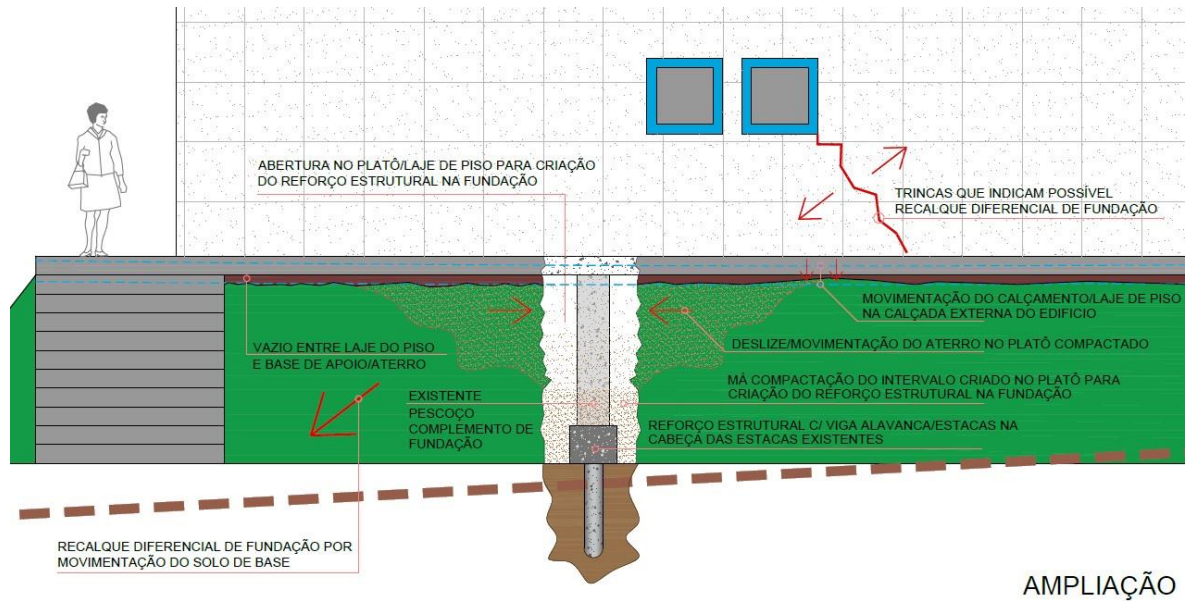 ABERTURA NO PLATÔ/LAJE DE PISO PARA CRIAÇÃO
DO REFORÇO ESTRUTURAL NA FUNDAÇÃO
TRINCAS QUE INDICAM POSSÍVEL
RECALQUE DIFERENCIAL DE FUNDAÇÃO
MOVIMENTAÇÃO DO CALÇAMENTO/LAJE DE PISO
NA CALÇADA EXTERNA DO EDIFICIO
VAZIO ENTRE LAJE DO PISO
E BASE DE APOIO/ATERRO
DESLIZE/MOVIMENTAÇÃO DO ATERRO NO PLATÔ COMPACTADO
MÁ COMPACTAÇÃO DO INTERVALO CRIADO NO PLATÔ PARA
CRIAÇÃO DO REFORÇO ESTRUTURAL NA FUNDAÇÃO
EXISTENTE
PESCOÇO
COMPLEMENTO DE
FUNDAÇÃO
REFORÇO ESTRUTURAL C/ VIGA ALAVANCA/ESTACAS NA
CABEÇA DAS ESTACAS EXISTENTES
RECALQUE DIFERENCIAL DE FUNDAÇÃO POR
MOVIMENTAÇÃO DO SOLO DE BASE
AMPLIAÇÃO